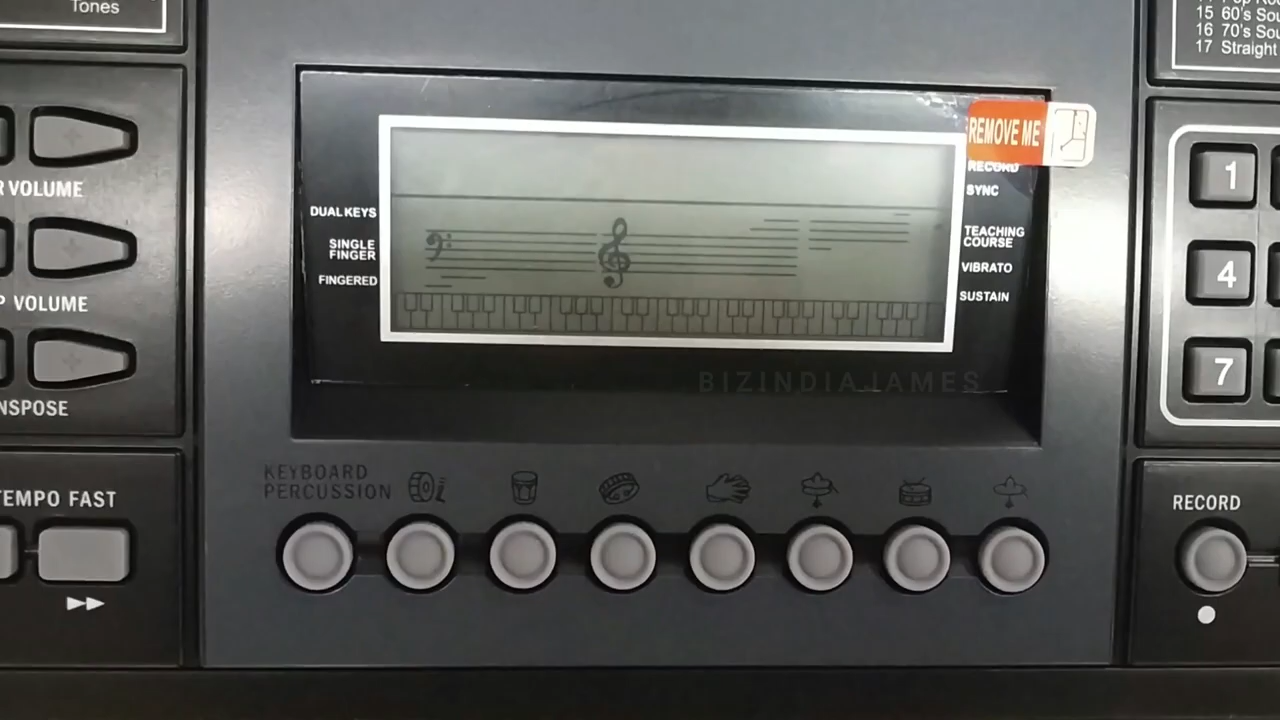 Tones
15 60's Sou
16 70's Sou
17 Straight
REMOVE ME
R VOLUME
RECORD
SYNC
1
DUAL KEYS
SINGLE
FINGER
FINGERED
TEACHING
COURSE
VIBRATO
SUSTAIN
4
P VOLUME
7
NSPOSE
BIZINDIAJAMES
KEYBOARD
PERCUSSION
TEMPO FAST
RECORD